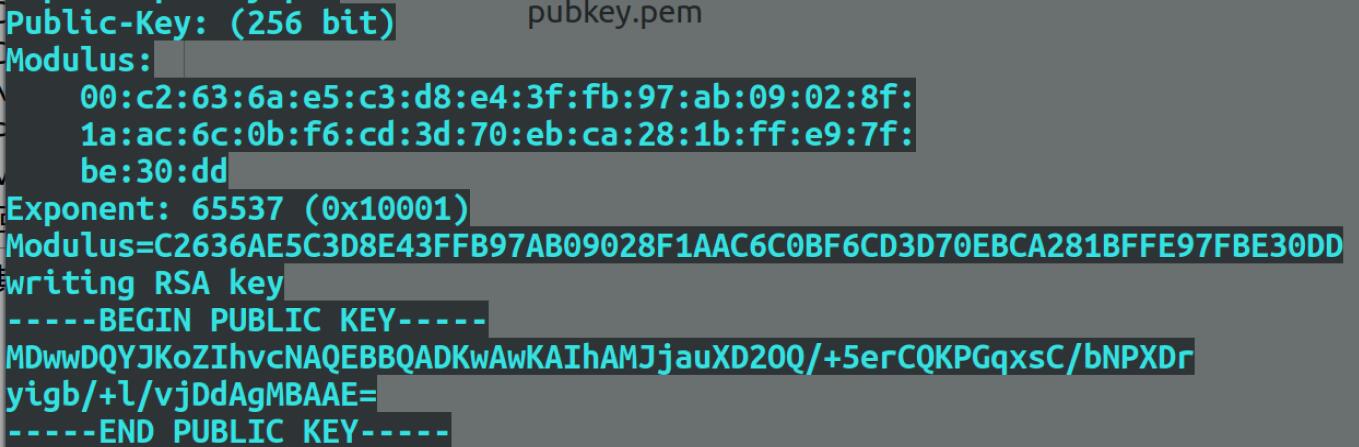 pubkey.pem
Public-Key: (256 bit)
Modulus:
00:c2:63:6a:e5:c3:d8:e4:3f:fb:97:ab:09:02:8f:
1a:ac:6c:0b:f6:cd:3d:70:eb:ca:28:1b:ff:e9:7f:
be:30:dd
Exponent: 65537 (0x10001)
Modulus=C2636AE5C3D8E43FFB97AB09028F1AAC6C0BF6CD3D70EBCA281BFFE97FBE30DD
writing RSA key
-----BEGIN PUBLIC KEY-----
MDwwDQYJKoZIhvcNAQEBBQADKwAwKAIhAMJjauXD2OQ/+5erCQKPGqxsC/bNPXDr
yigb/+l/vjDdAgMBAAE=
-----END PUBLIC KEY-----